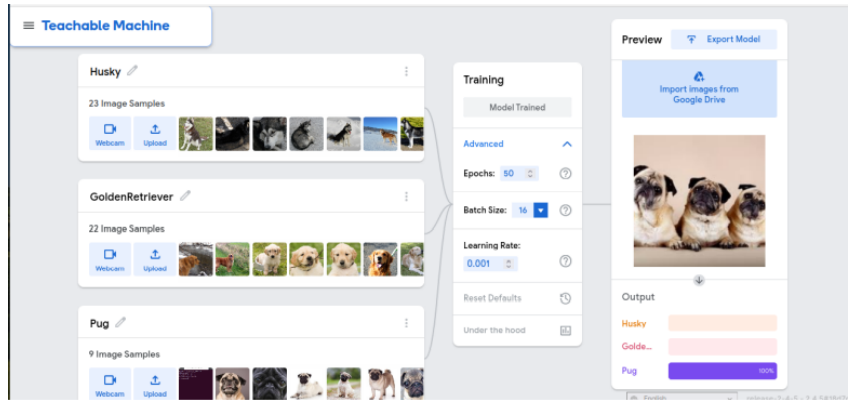 Teachable Machine
Husky
23 Image Samples
Webcam
Upload
GoldenRetriever
22 Image Samples
Webcam
Upload
Pug
9 Image Samples
Webcam
Upload
Training
Model Trained
Advanced
Epochs: 50
Batch Size: 16
Learning Rate:
0.001
Reset Defaults
Under the hood
Preview
Export Model
Import images from
Google Drive
Output
Husky
Golde...
Pug
100%
English